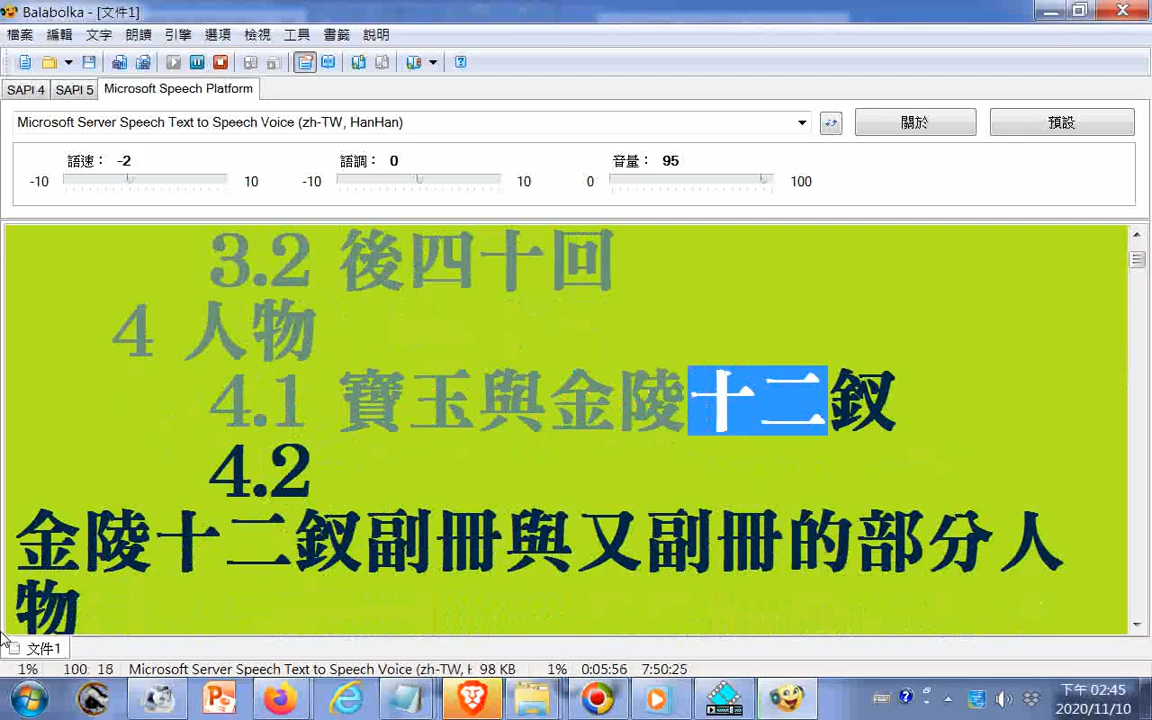 Balabolka - [文件1]
檔案 編輯 文字 朗讀 引擎 選項 檢視 工具 書籤 說明
SAPI 4 SAPI 5 Microsoft Speech Platform
Microsoft Server Speech Text to Speech Voice (zh-TW, HanHan) 關於 預設
語速： -2 語調： 0 音量： 95
-10 10 -10 10 0 100
3.2 後四十回
4 人物
4.1 寶玉與金陵十二釵
4.2
金陵十二釵副冊與又副冊的部分人
物
文件1
1% 100: 18 Microsoft Server Speech Text to Speech Voice (zh-TW, H 98 KB 1% 0:05:56 7:50:25
下午 02:45
2020/11/10